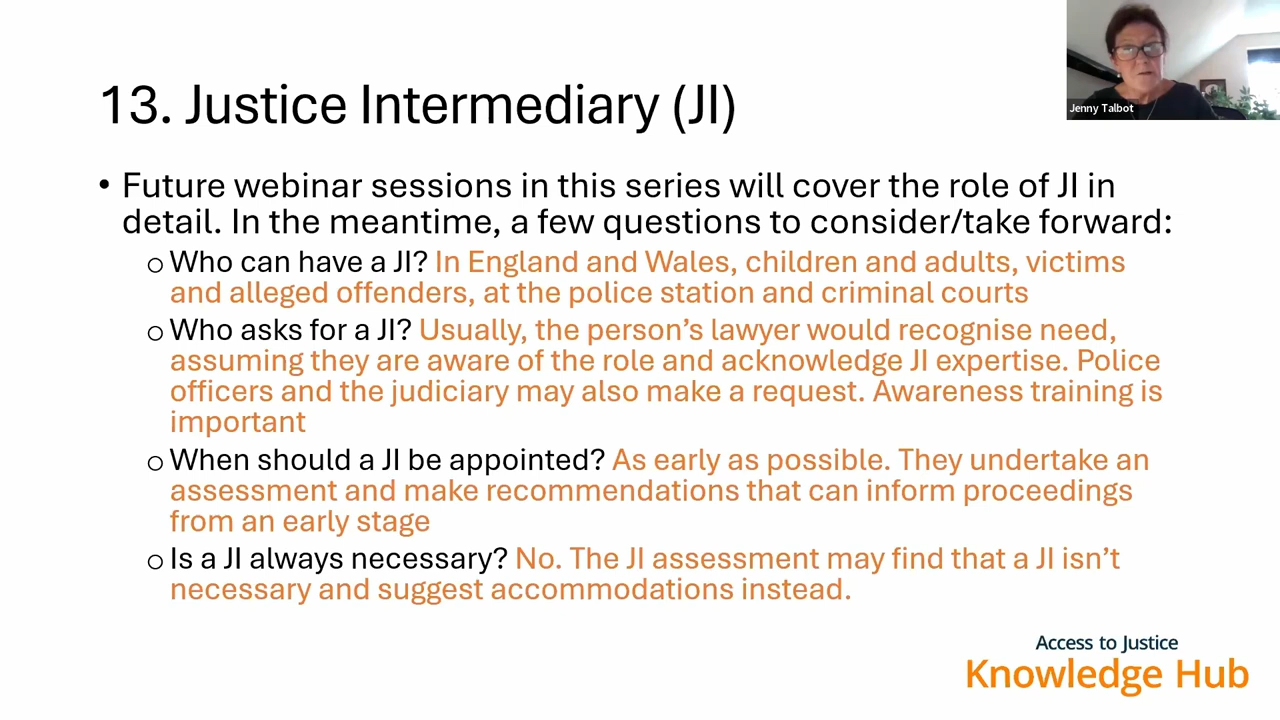 Jenny Talbot
13. Justice Intermediary (JI)
• Future webinar sessions in this series will cover the role of JI in
detail. In the meantime, a few questions to consider/take forward:
o Who can have a JI? In England and Wales, children and adults, victims
and alleged offenders, at the police station and criminal courts
o Who asks for a JI? Usually, the person’s lawyer would recognise need,
assuming they are aware of the role and acknowledge JI expertise. Police
officers and the judiciary may also make a request. Awareness training is
important
o When should a JI be appointed? As early as possible. They undertake an
assessment and make recommendations that can inform proceedings
from an early stage
o Is a JI always necessary? No. The JI assessment may find that a JI isn’t
necessary and suggest accommodations instead.
Access to Justice
Knowledge Hub